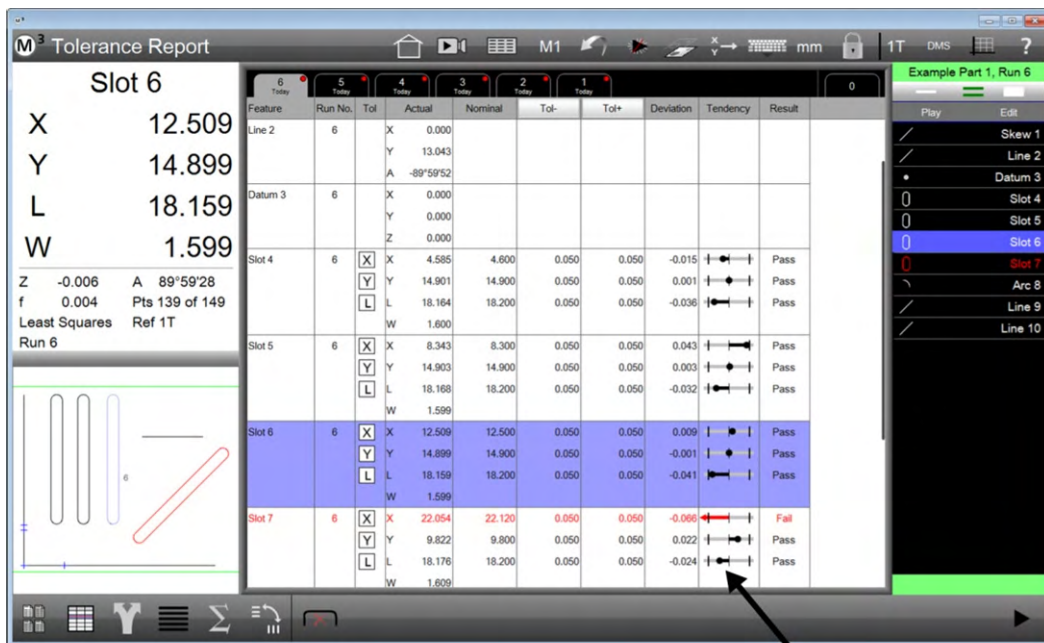 M³
M³ Tolerance Report
M1
X
Y
mm
1T
DMS
?
Slot 6
X 12.509
Y 14.899
L 18.159
W 1.599
Z -0.006 A 89°59'28
f 0.004 Pts 139 of 149
Least Squares Ref 1T
Run 6
6
6 Today 5 Today 4 Today 3 Today 2 Today 1 Today 0
Feature Run No. Tol Actual Nominal Tol- Tol+ Deviation Tendency Result
Line 2 6 X 0.000
Y 13.043
A -89°59'52
Datum 3 6 X 0.000
Y 0.000
Z 0.000
Slot 4 6 X X 4.585 4.600 0.050 0.050 -0.015 Pass
Y Y 14.901 14.900 0.050 0.050 0.001 Pass
L L 18.164 18.200 0.050 0.050 -0.036 Pass
W 1.600
Slot 5 6 X X 8.343 8.300 0.050 0.050 0.043 Pass
Y Y 14.903 14.900 0.050 0.050 0.003 Pass
L L 18.168 18.200 0.050 0.050 -0.032 Pass
W 1.599
Slot 6 6 X X 12.509 12.500 0.050 0.050 0.009 Pass
Y Y 14.899 14.900 0.050 0.050 -0.001 Pass
L L 18.159 18.200 0.050 0.050 -0.041 Pass
W 1.599
Slot 7 6 X X 22.054 22.120 0.050 0.050 -0.066 Fail
Y Y 9.822 9.800 0.050 0.050 0.022 Pass
L L 18.176 18.200 0.050 0.050 -0.024 Pass
W 1.609
Example Part 1, Run 6
Play Edit
Skew 1
Line 2
Datum 3
Slot 4
Slot 5
Slot 6
Slot 7
Arc 8
Line 9
Line 10